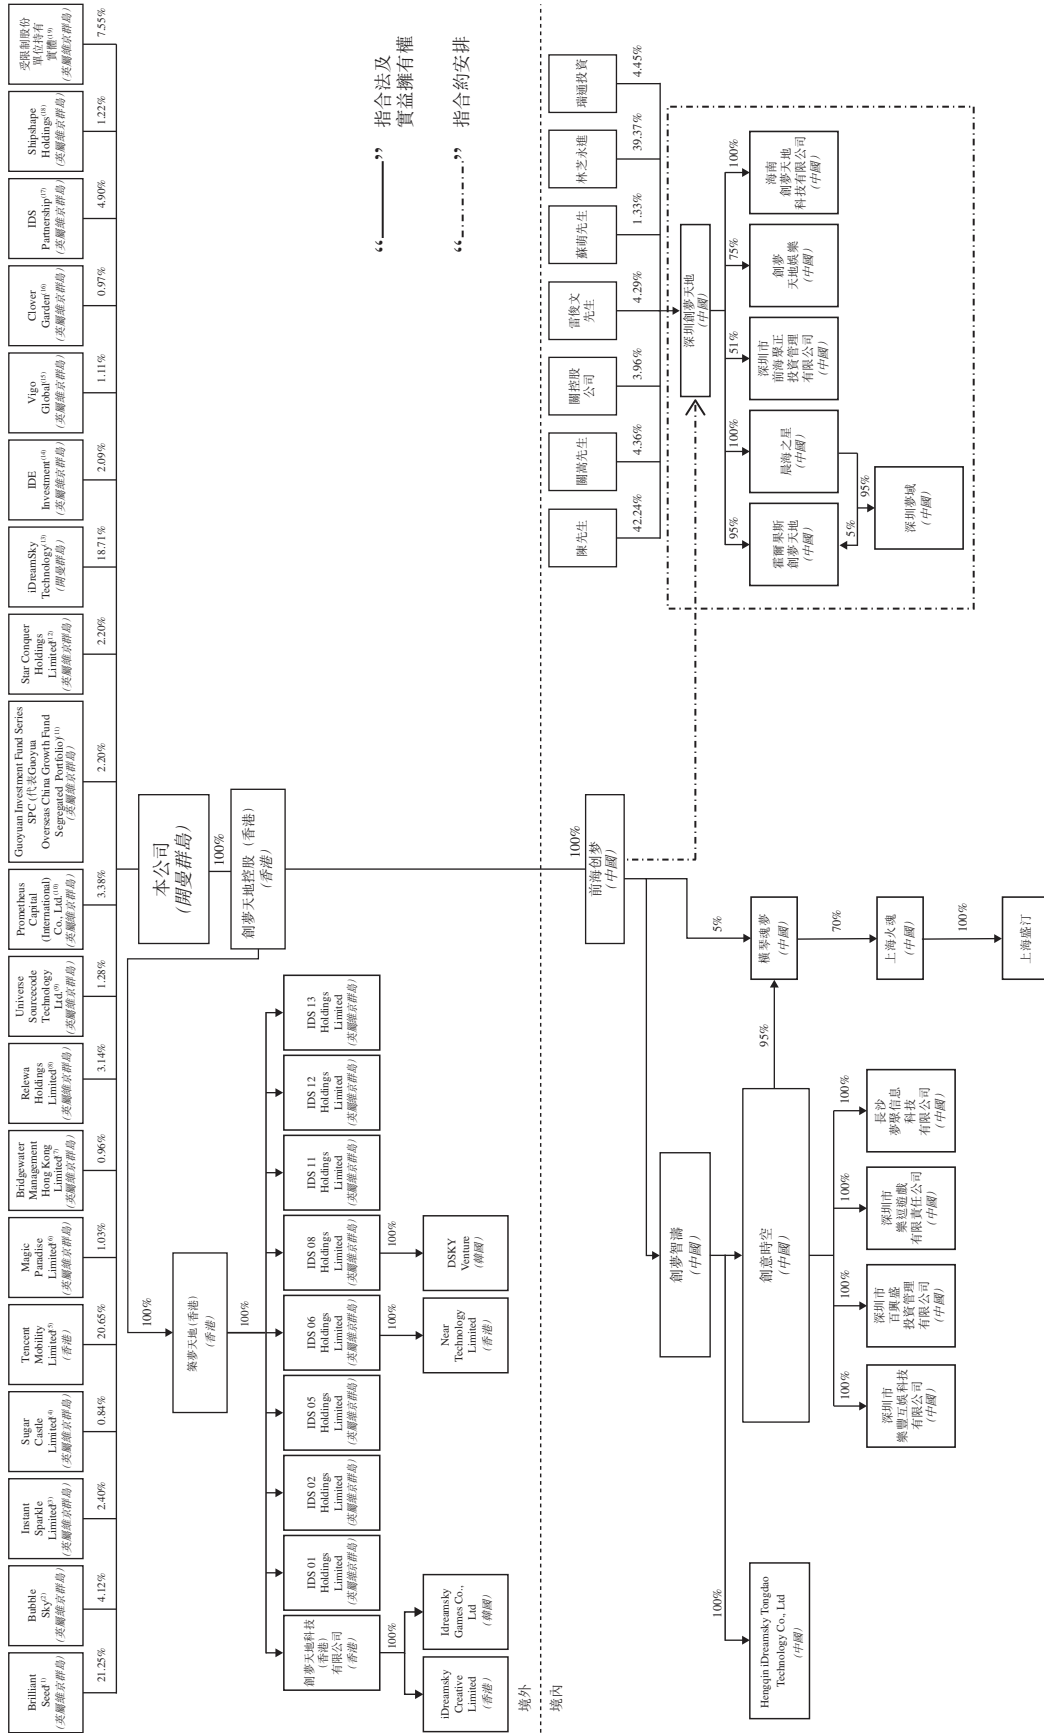 Brilliant
Seed(1)
(英屬維京群島)
21.25%
Bubble
Sky(2)
(英屬維京群島)
4.12%
Instant
Sparkle
Limited(3)
(英屬維京群島)
2.40%
Sugar
Castle
Limited(4)
(英屬維京群島)
0.84%
Tencent
Mobility
Limited(5)
(香港)
20.65%
Magic
Paradise
Limited(6)
(英屬維京群島)
1.03%
Bridgewater
Management
Hong Kong
Limited(7)
(英屬維京群島)
0.96%
Relewa
Holdings
Limited(8)
(英屬維京群島)
3.14%
Universe
Sourcecode
Technology
Ltd.(9)
(英屬維京群島)
1.28%
Prometheus
Capital
(International)
Co., Ltd.(10)
(英屬維京群島)
3.38%
Guoyuan Investment Fund Series
SPC (代表Guoyua
Overseas China Growth Fund
Segregated Portfolio)(11)
(英屬維京群島)
2.20%
Star Conquer
Holdings
Limited(12)
(英屬維京群島)
2.20%
iDreamSky
Technology(13)
(開曼群島)
18.71%
IDE
Investment(14)
(英屬維京群島)
2.09%
Vigo
Global(15)
(英屬維京群島)
1.11%
Clover
Garden(16)
(英屬維京群島)
0.97%
IDS
Partnership(17)
(英屬維京群島)
4.90%
Shipshape
Holdings(18)
(英屬維京群島)
1.22%
受限制股份
單位持有
實體(19)
(英屬維京群島)
7.55%
本公司
(開曼群島)
100%
創夢天地控股 (香港)
(香港)
100%
築夢天地(香港)
(香港)
100%
創夢天地科技
(香港)
有限公司
(香港)
IDS 01
Holdings
Limited
(英屬維京群島)
IDS 02
Holdings
Limited
(英屬維京群島)
IDS 05
Holdings
Limited
(英屬維京群島)
IDS 06
Holdings
Limited
(英屬維京群島)
IDS 08
Holdings
Limited
(英屬維京群島)
IDS 11
Holdings
Limited
(英屬維京群島)
IDS 12
Holdings
Limited
(英屬維京群島)
IDS 13
Holdings
Limited
(英屬維京群島)
100%
100%
100%
iDreamsky
Creative
Limited
(香港)
Idreamsky
Games Co.,
Ltd
(韓國)
Near
Technology
Limited
(香港)
DSKY
Venture
(韓國)
“———” 指合法及
實益擁有權
“-·-·-·” 指合約安排
境外
境內
100%
前海创梦
(中國)
陳先生
42.24%
關嵩先生
4.36%
關控股
公司
3.96%
雷俊文
先生
4.29%
蘇萌先生
1.33%
林芝永進
39.37%
瑞通投資
4.45%
深圳創夢天地
(中國)
95%
100%
51%
75%
100%
霍爾果斯
創夢天地
(中國)
晨海之星
(中國)
深圳市
前海聚正
投資管理
有限公司
(中國)
創夢
天地娛樂
(中國)
海南
創夢天地
科技有限公司
(中國)
5%
95%
深圳夢域
(中國)
創夢智濤
(中國)
5%
橫琴魂夢
(中國)
95%
70%
上海火魂
(中國)
100%
上海盛汀
創意時空
(中國)
100%
Hengqin iDreamsky Tongdao
Technology Co., Ltd
(中國)
100%
100%
100%
100%
深圳市
樂豐互娛科技
有限公司
(中國)
深圳市
百興盛
投資管理
有限公司
(中國)
深圳市
樂逗遊戲
有限責任公司
(中國)
長沙
夢聚信息
科技
有限公司
(中國)